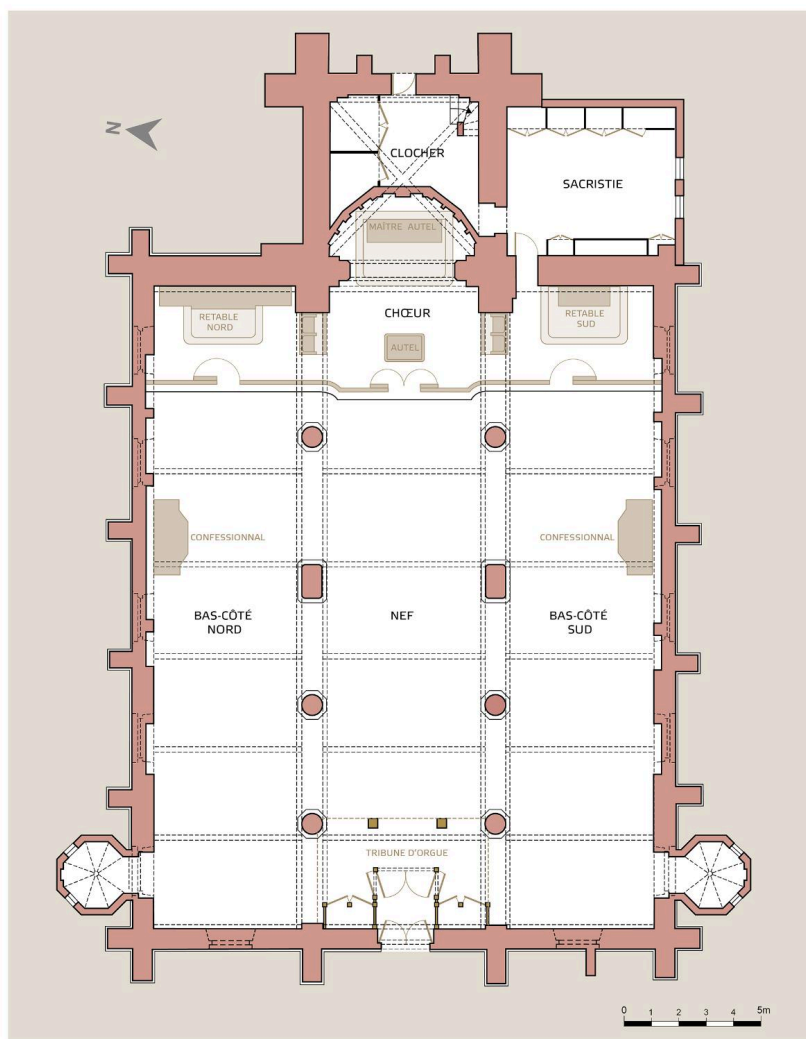 N
CLOCHER
SACRISTIE
MAÎTRE AUTEL
CHŒUR
RETABLE
NORD
RETABLE
SUD
AUTEL
CONFESSIONNAL
CONFESSIONNAL
BAS-CÔTÉ
NORD
NEF
BAS-CÔTÉ
SUD
TRIBUNE D'ORGUE
0 1 2 3 4 5m